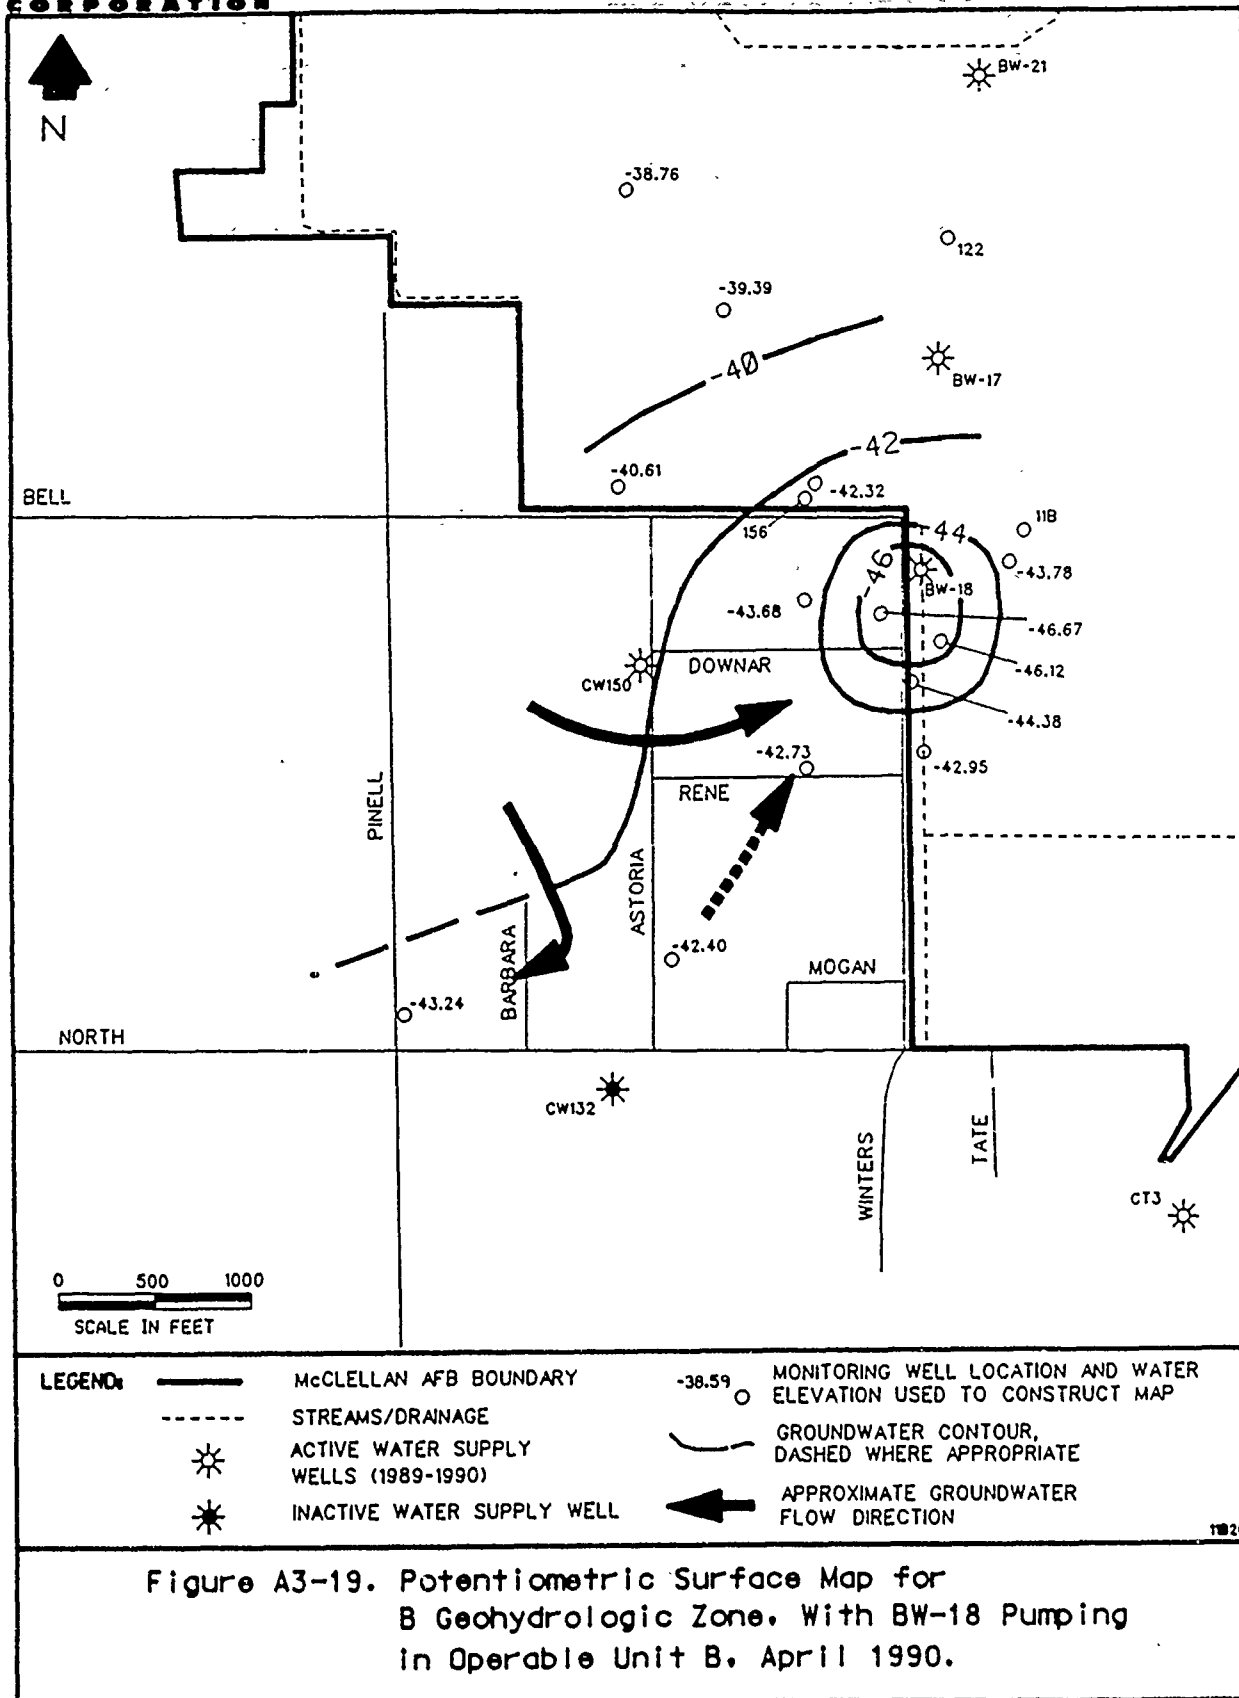 CORPORATION
N
BW-21
-38.76
122
-39.39
-40
BW-17
-42
-40.61
-42.32
BELL
156
11B
-44
-43.78
-46
BW-18
-43.68
-46.67
DOWNAR
-46.12
CW150
-44.38
-42.73
-42.95
RENE
PINELL
ASTORIA
-42.40
BARBARA
MOGAN
-43.24
NORTH
CW132
WINTERS
TATE
CT3
0 500 1000
SCALE IN FEET
LEGEND:
McCLELLAN AFB BOUNDARY
STREAMS/DRAINAGE
ACTIVE WATER SUPPLY
WELLS (1989-1990)
INACTIVE WATER SUPPLY WELL
-38.59
MONITORING WELL LOCATION AND WATER
ELEVATION USED TO CONSTRUCT MAP
GROUNDWATER CONTOUR,
DASHED WHERE APPROPRIATE
APPROXIMATE GROUNDWATER
FLOW DIRECTION
Figure A3-19. Potentiometric Surface Map for
B Geohydrologic Zone, With BW-18 Pumping
in Operable Unit B, April 1990.